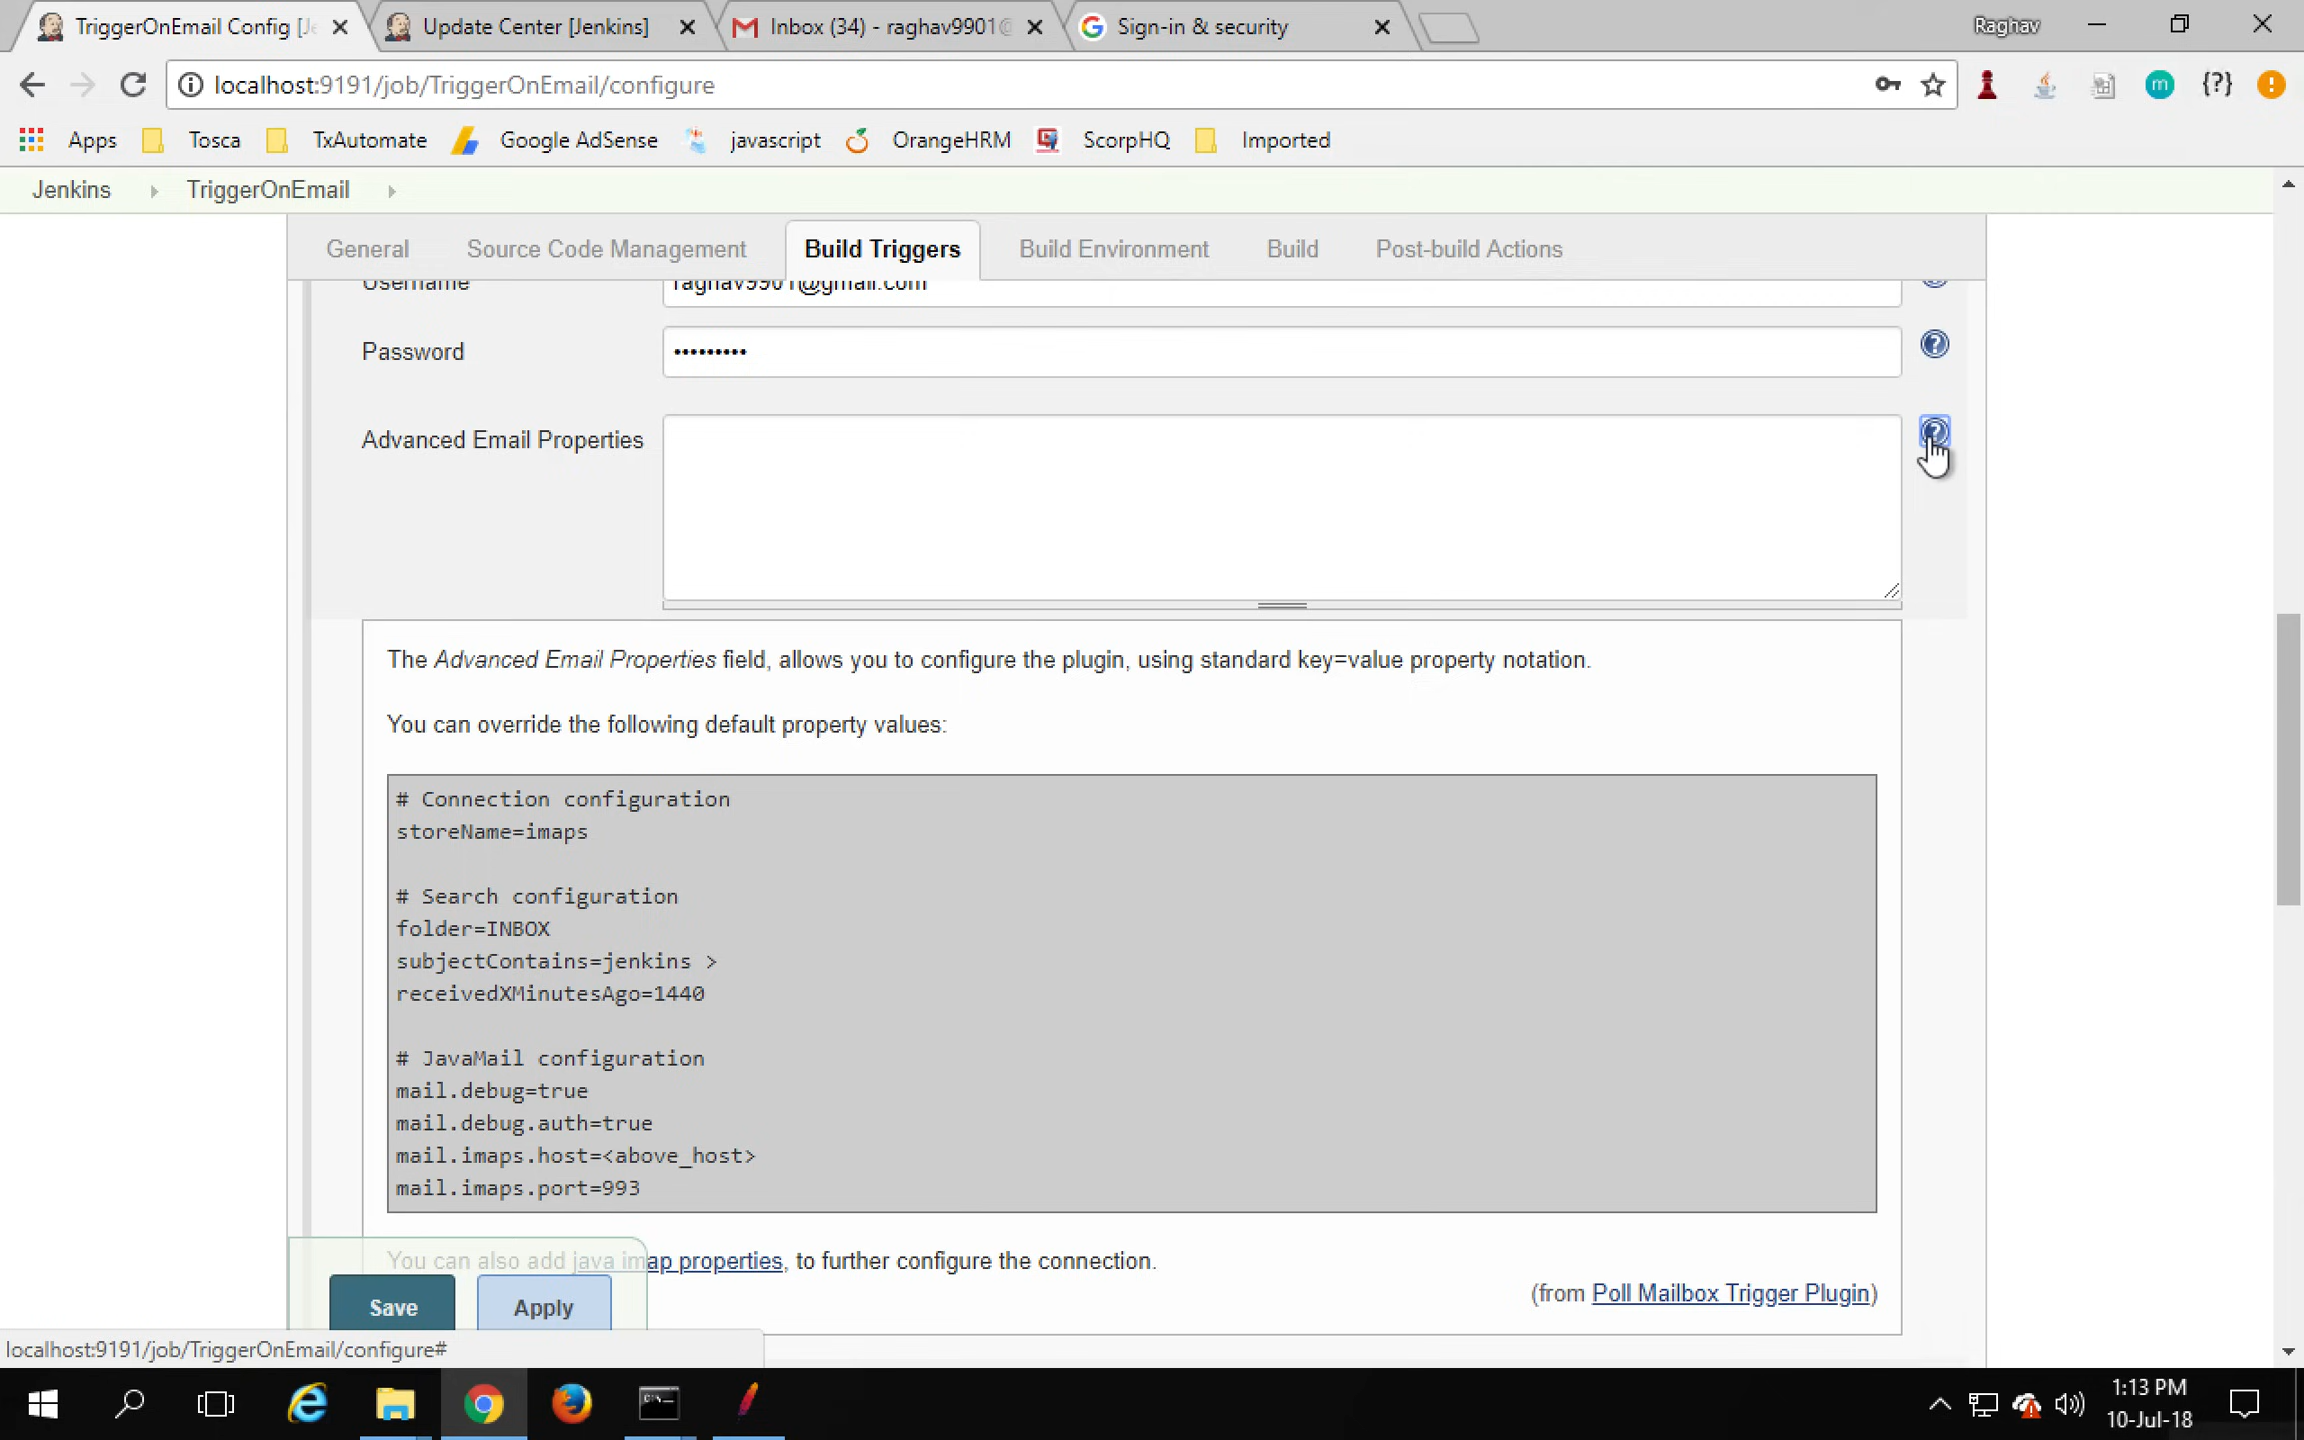 TriggerOnEmail Config [Je
Update Center [Jenkins]
Inbox (34) - raghav9901@
Sign-in & security
Raghav
localhost:9191/job/TriggerOnEmail/configure
m
{?}
Apps
Tosca
TxAutomate
Google AdSense
javascript
OrangeHRM
ScorpHQ
Imported
Jenkins
TriggerOnEmail
General
Source Code Management
Build Triggers
Build Environment
Build
Post-build Actions
Username
raghav9901@gmail.com
Password
•••••••••
Advanced Email Properties
The Advanced Email Properties field, allows you to configure the plugin, using standard key=value property notation.
You can override the following default property values:
# Connection configuration
storeName=imaps
# Search configuration
folder=INBOX
subjectContains=jenkins >
receivedXMinutesAgo=1440
# JavaMail configuration
mail.debug=true
mail.debug.auth=true
mail.imaps.host=<above_host>
mail.imaps.port=993
You can also add java imap properties, to further configure the connection.
(from Poll Mailbox Trigger Plugin)
Save
Apply
localhost:9191/job/TriggerOnEmail/configure#
1:13 PM
10-Jul-18